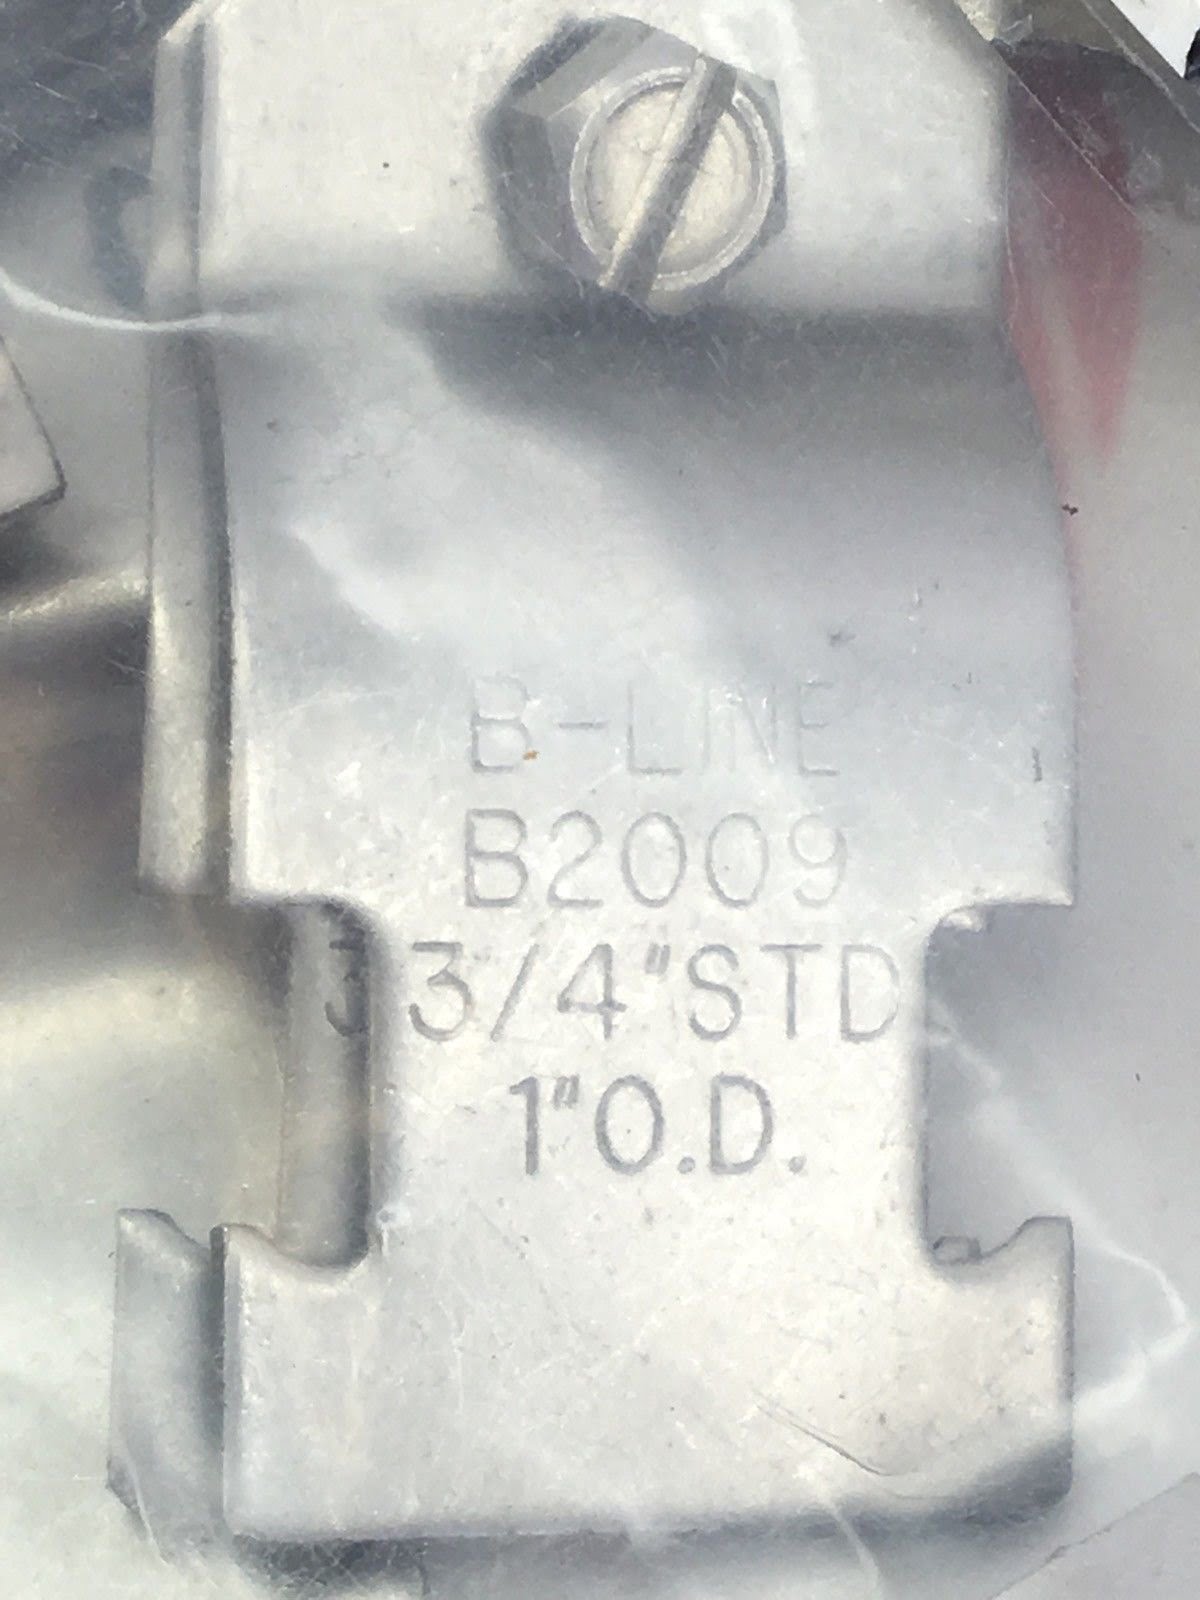 B-LINE
B2009
3/4"STD
1"O.D.